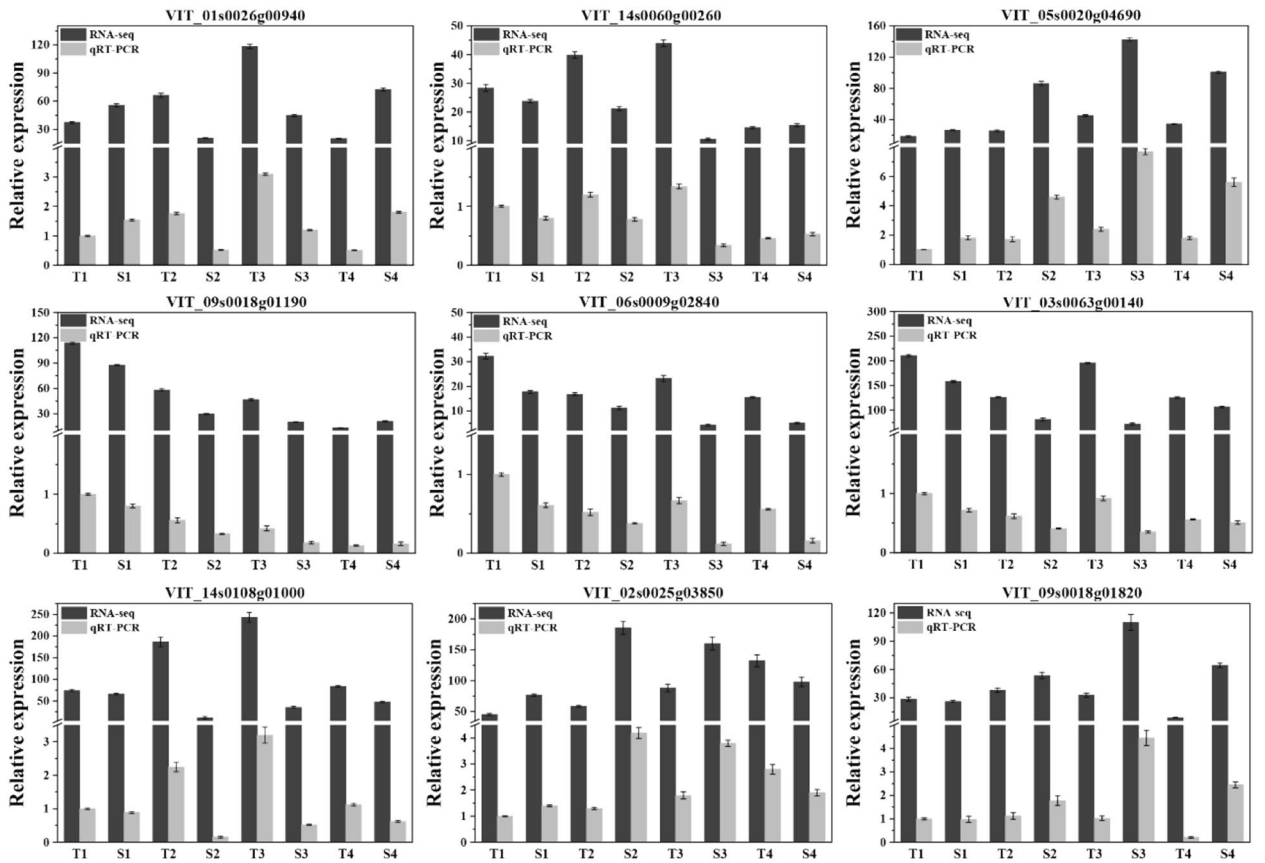 VIT_01s0026g00940
Relative expression
120
90
60
30
3
2
1
0
RNA-seq
qRT-PCR
T1 S1 T2 S2 T3 S3 T4 S4
VIT_14s0060g00260
Relative expression
50
40
30
20
10
1
0
RNA-seq
qRT-PCR
T1 S1 T2 S2 T3 S3 T4 S4
VIT_05s0020g04690
Relative expression
160
120
80
40
6
4
2
0
RNA-seq
qRT-PCR
T1 S1 T2 S2 T3 S3 T4 S4
VIT_09s0018g01190
Relative expression
150
120
90
60
30
1
0
RNA-seq
qRT-PCR
T1 S1 T2 S2 T3 S3 T4 S4
VIT_06s0009g02840
Relative expression
50
40
30
20
10
1
0
RNA-seq
qRT-PCR
T1 S1 T2 S2 T3 S3 T4 S4
VIT_03s0063g00140
Relative expression
300
250
200
150
100
1
0
RNA-seq
qRT-PCR
T1 S1 T2 S2 T3 S3 T4 S4
VIT_14s0108g01000
Relative expression
250
200
150
100
50
3
2
1
0
RNA-seq
qRT-PCR
T1 S1 T2 S2 T3 S3 T4 S4
VIT_02s0025g03850
Relative expression
200
150
100
50
4
3
2
1
0
RNA-seq
qRT-PCR
T1 S1 T2 S2 T3 S3 T4 S4
VIT_09s0018g01820
Relative expression
120
90
60
30
4
3
2
1
0
RNA seq
qRT-PCR
T1 S1 T2 S2 T3 S3 T4 S4